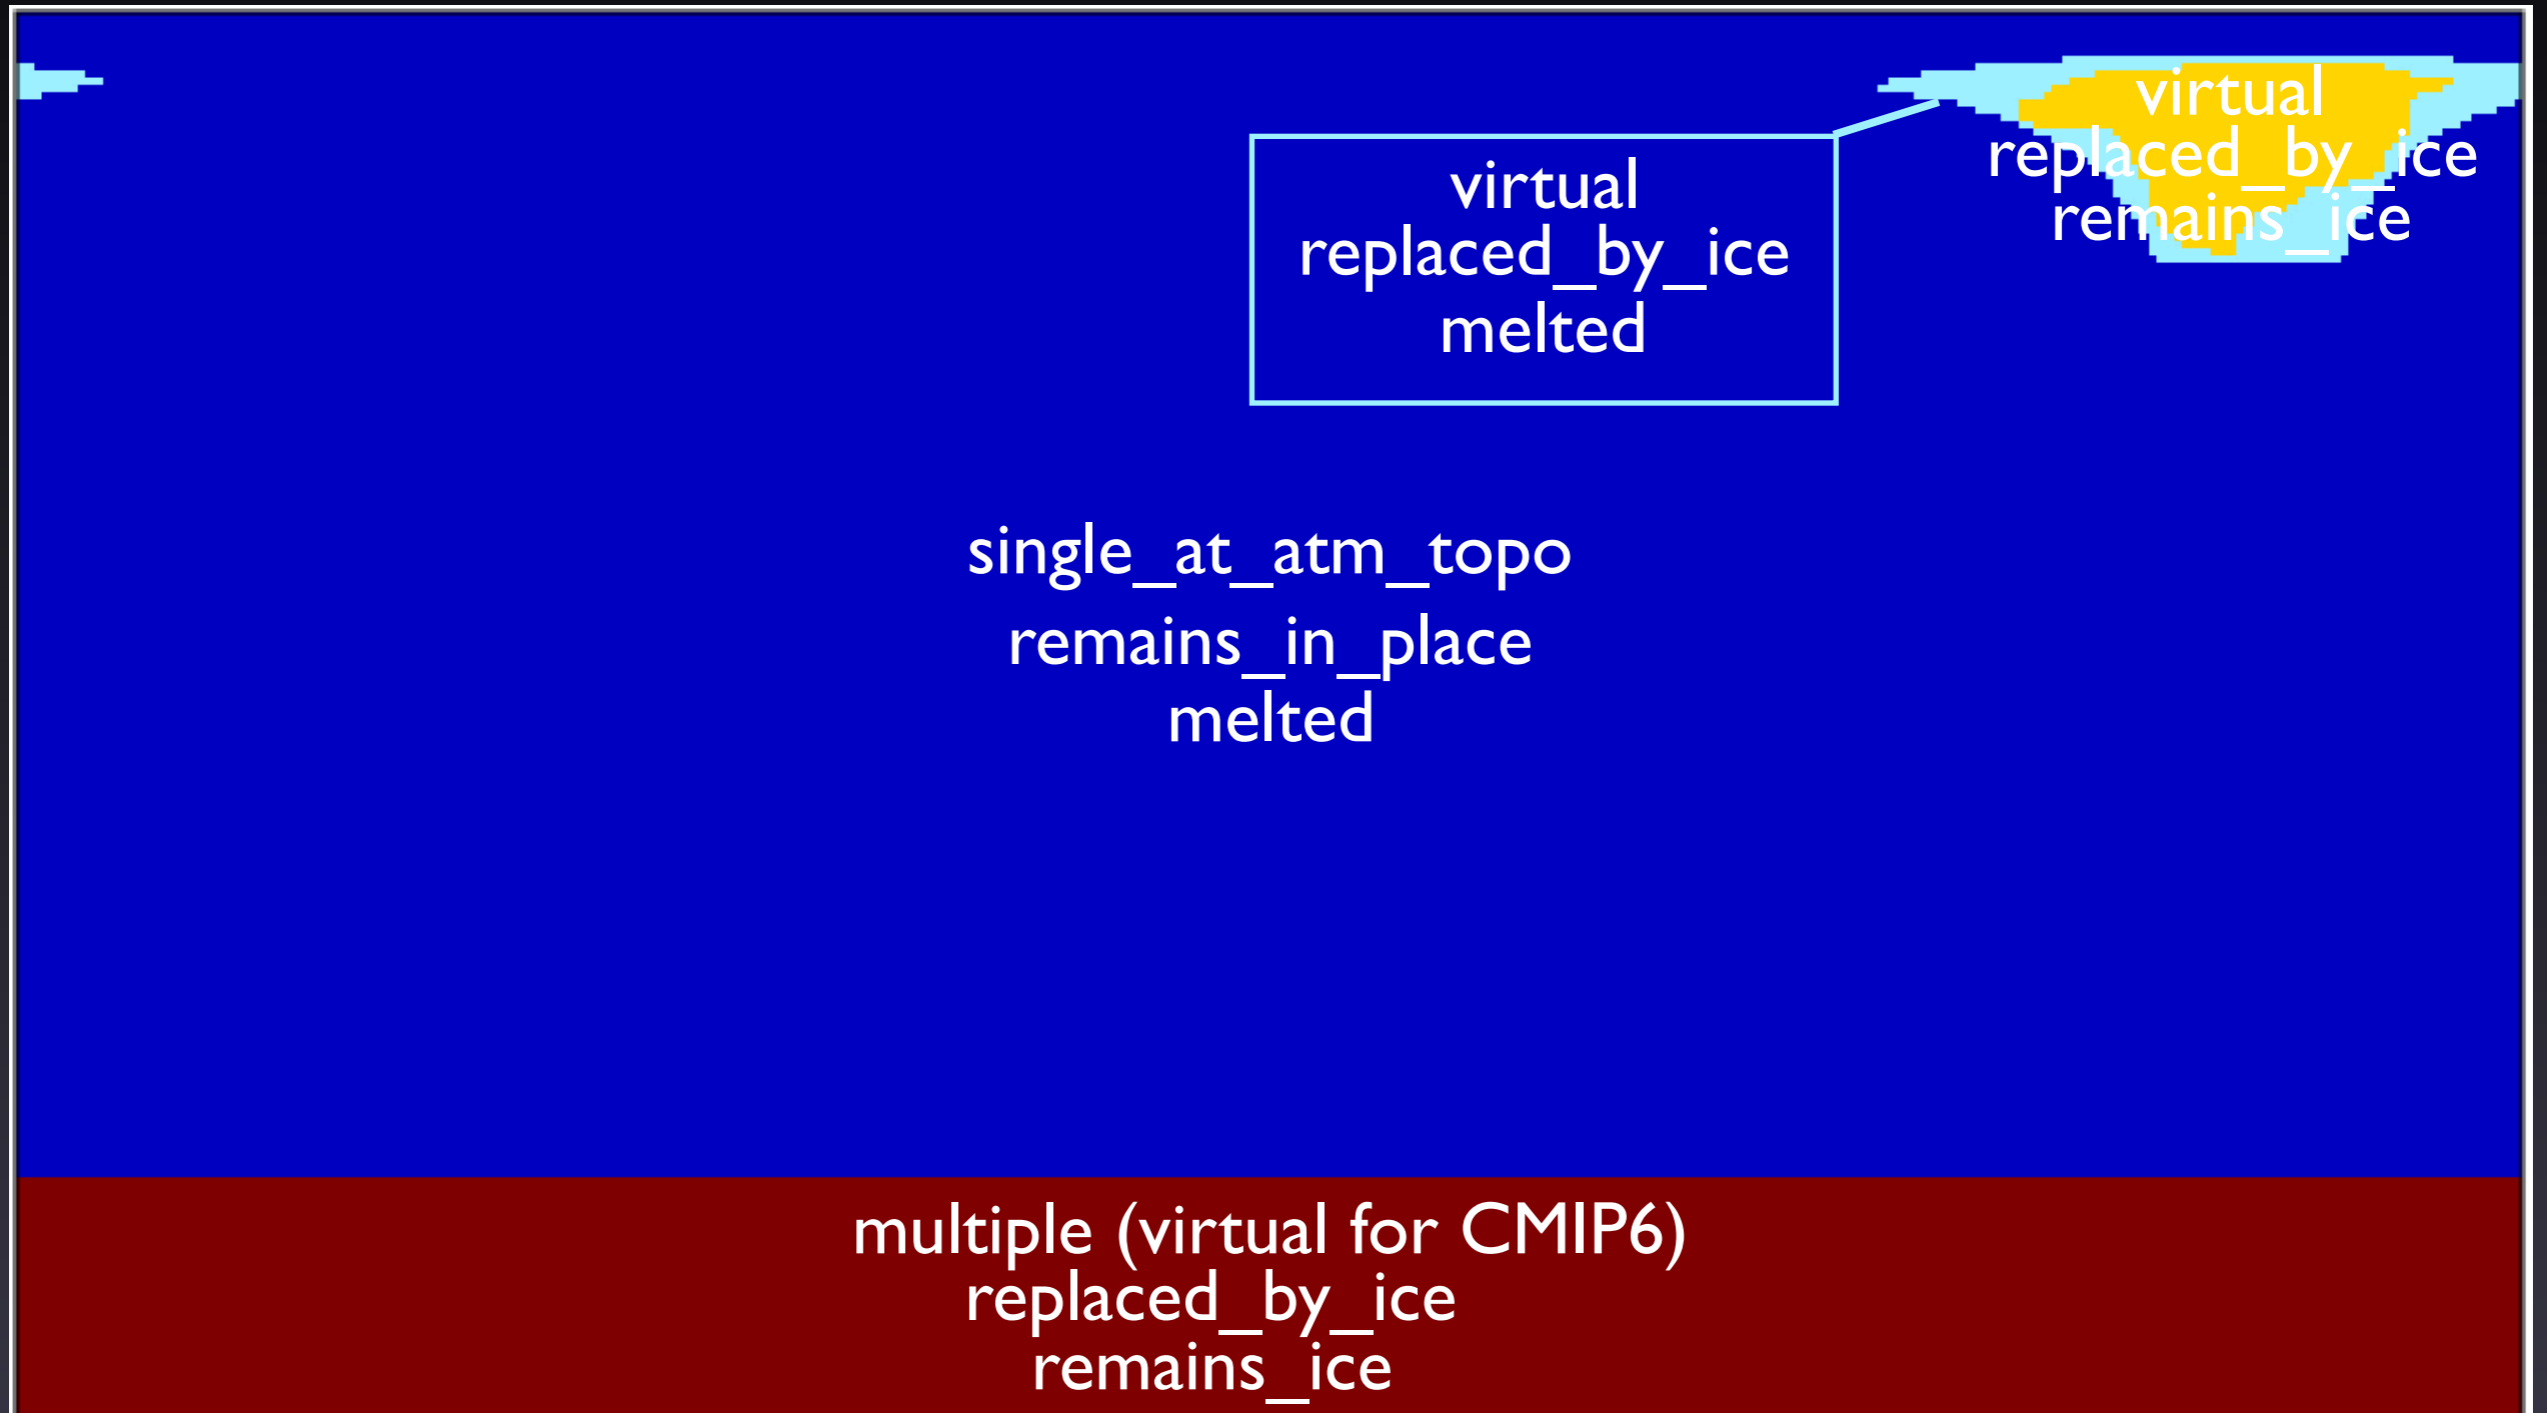 virtual
replaced_by_ice
remains_ice
virtual
replaced_by_ice
melted
single_at_atm_topo
remains_in_place
melted
multiple (virtual for CMIP6)
replaced_by_ice
remains_ice